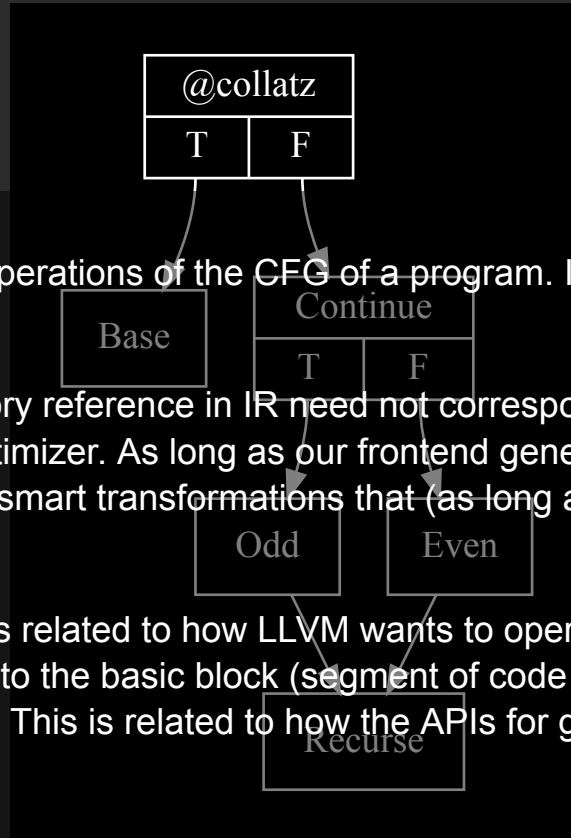 @collatz
T F
perations of the CFG of a program. I
Continue
Base
T F
ory reference in IR need not correspo
timizer. As long as our frontend gene
smart transformations that (as long a
Odd Even
s related to how LLVM wants to oper
to the basic block (segment of code
This is related to how the APIs for g
Recurse